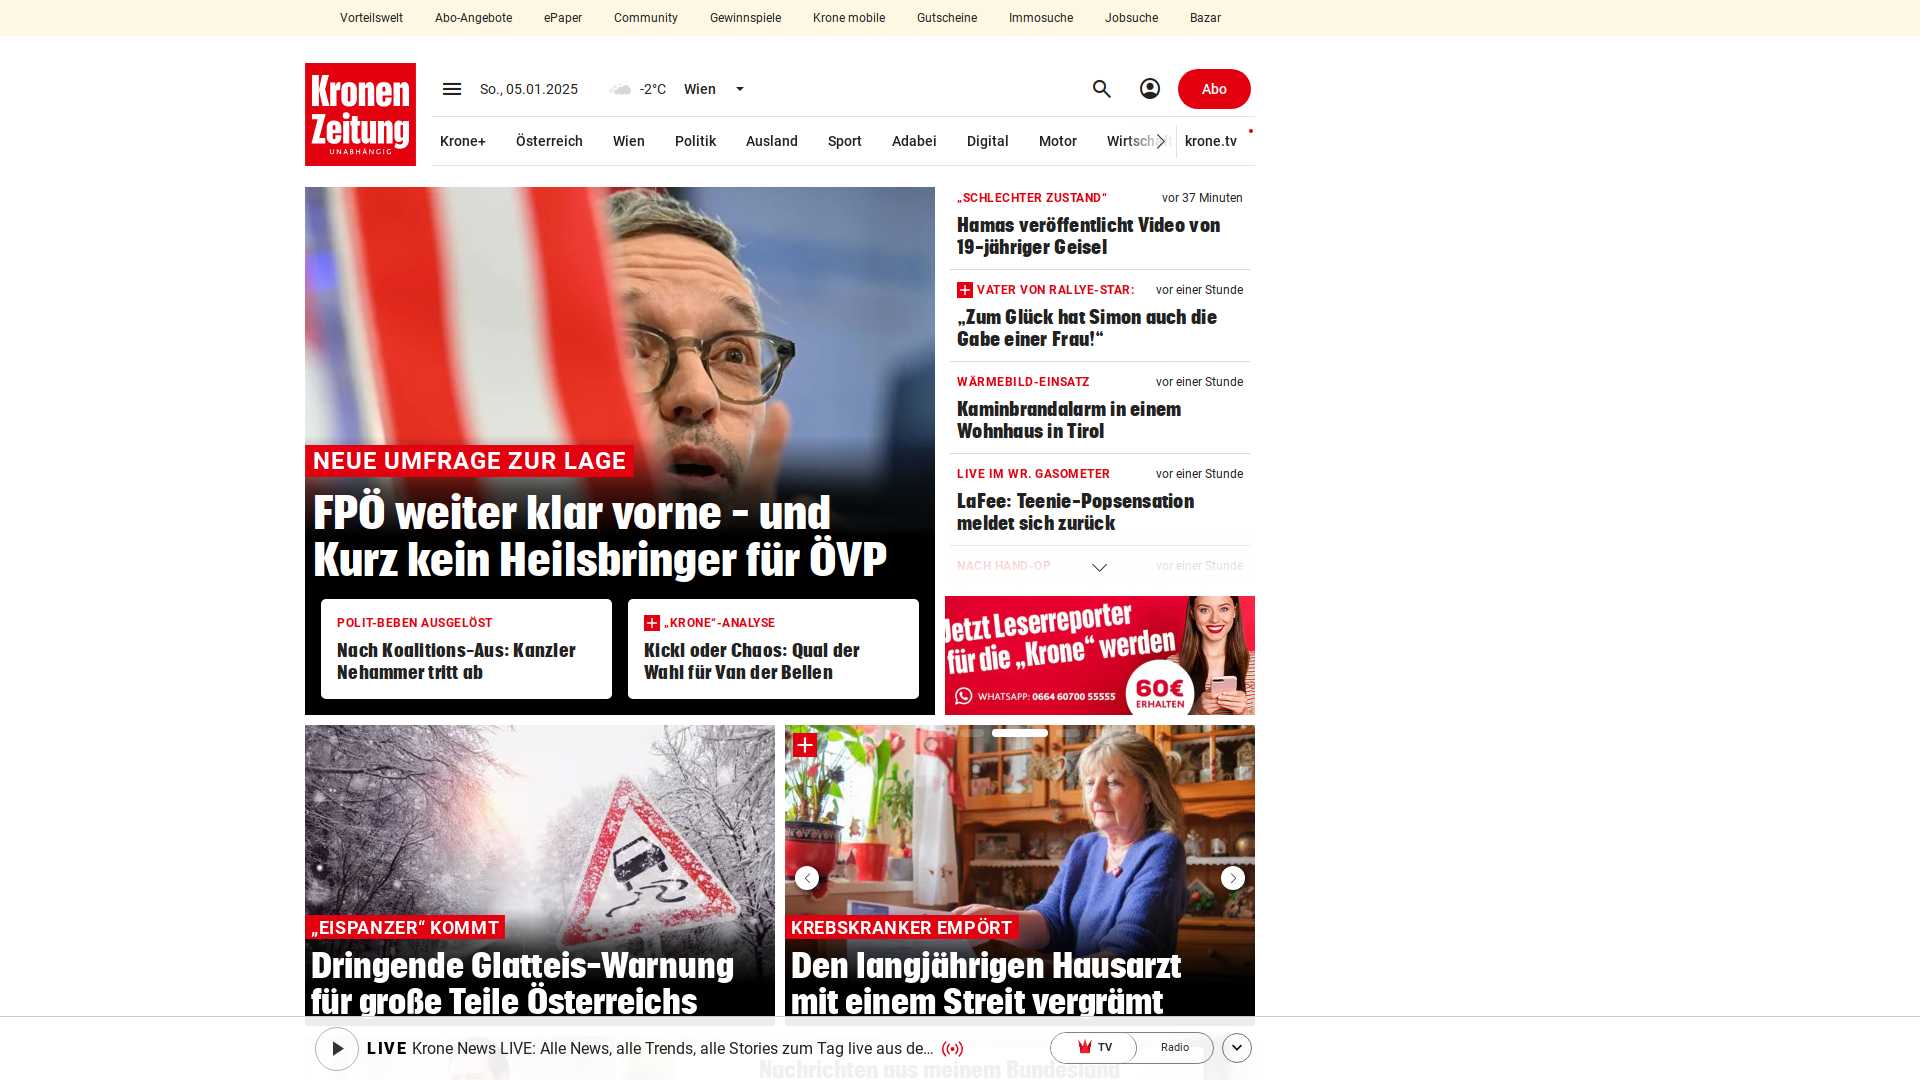 Vorteilswelt Abo-Angebote ePaper Community Gewinnspiele Krone mobile Gutscheine Immosuche Jobsuche Bazar
Kronen
Zeitung
UNABHÄNGIG
So., 05.01.2025 -2°C Wien Abo
Krone+ Österreich Wien Politik Ausland Sport Adabei Digital Motor krone.tv
NEUE UMFRAGE ZUR LAGE
FPÖ weiter klar vorne – und
Kurz kein Heilsbringer für ÖVP
POLIT-BEBEN AUSGELÖST
Nach Koalitions-Aus: Kanzler
Nehammer tritt ab
„KRONE“-ANALYSE
Kickl oder Chaos: Qual der
Wahl für Van der Bellen
„SCHLECHTER ZUSTAND“ vor 37 Minuten
Hamas veröffentlicht Video von
19-jähriger Geisel
VATER VON RALLYE-STAR: vor einer Stunde
„Zum Glück hat Simon auch die
Gabe einer Frau!“
WÄRMEBILD-EINSATZ vor einer Stunde
Kaminbrandalarm in einem
Wohnhaus in Tirol
LIVE IM WR. GASOMETER vor einer Stunde
LaFee: Teenie-Popsensation
meldet sich zurück
NACH HAND-OP vor einer Stunde
Jetzt Leserreporter
für die „Krone“ werden
WHATSAPP: 0664 60700 55555
60€
ERHALTEN
„EISPANZER“ KOMMT
Dringende Glatteis-Warnung
für große Teile Österreichs
KREBSKRANKER EMPÖRT
Den langjährigen Hausarzt
mit einem Streit vergrämt
LIVE Krone News LIVE: Alle News, alle Trends, alle Stories zum Tag live aus de... TV Radio
Nachrichten aus meinem Bundesland